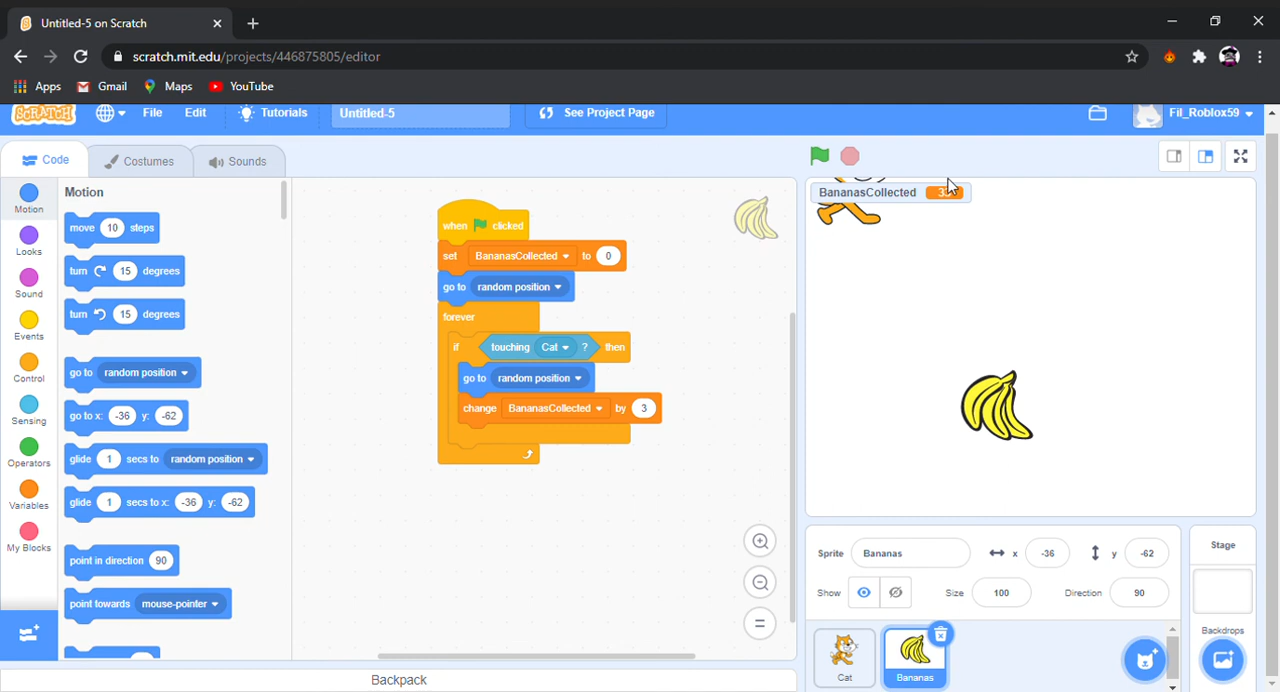 Untitled-5 on Scratch
scratch.mit.edu/projects/446875805/editor
Apps Gmail Maps YouTube
SCRATCH File Edit Tutorials Untitled-5 See Project Page Fil_Roblox59
Code Costumes Sounds
Motion
Looks
Sound
Events
Control
Sensing
Operators
Variables
My Blocks
Motion
move 10 steps
turn 15 degrees
turn 15 degrees
go to random position
go to x: -36 y: -62
glide 1 secs to random position
glide 1 secs to x: -36 y: -62
point in direction 90
point towards mouse-pointer
when clicked
set BananasCollected to 0
go to random position
forever
if touching Cat ? then
go to random position
change BananasCollected by 3
Backpack
BananasCollected
Sprite Bananas x -36 y -62
Show Size 100 Direction 90
Cat
Bananas
Stage
Backdrops